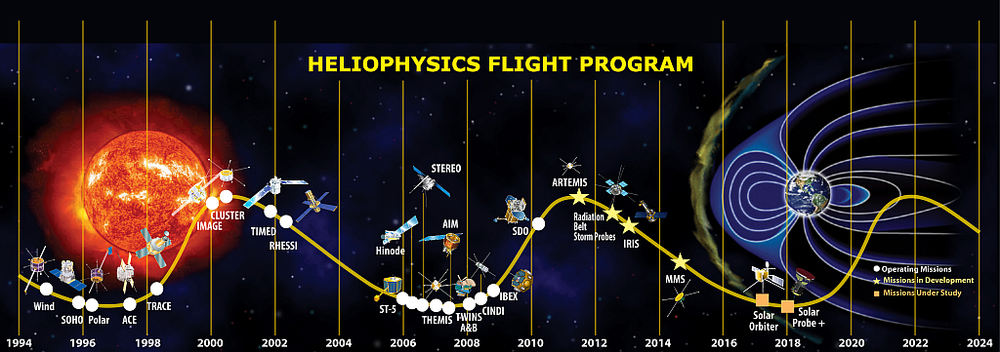 HELIOPHYSICS FLIGHT PROGRAM
STEREO
ARTEMIS
CLUSTER
IMAGE
TIMED
RHESSI
Hinode
AIM
SDO
Radiation
Belt
Storm Probes
IRIS
MMS
Wind
SOHO
Polar
ACE
TRACE
ST-5
THEMIS
TWINS
A&B
CINDI
IBEX
Solar
Orbiter
Solar
Probe +
Operating Missions
Missions in Development
Missions Under Study
1994 1996 1998 2000 2002 2004 2006 2008 2010 2012 2014 2016 2018 2020 2022 2024